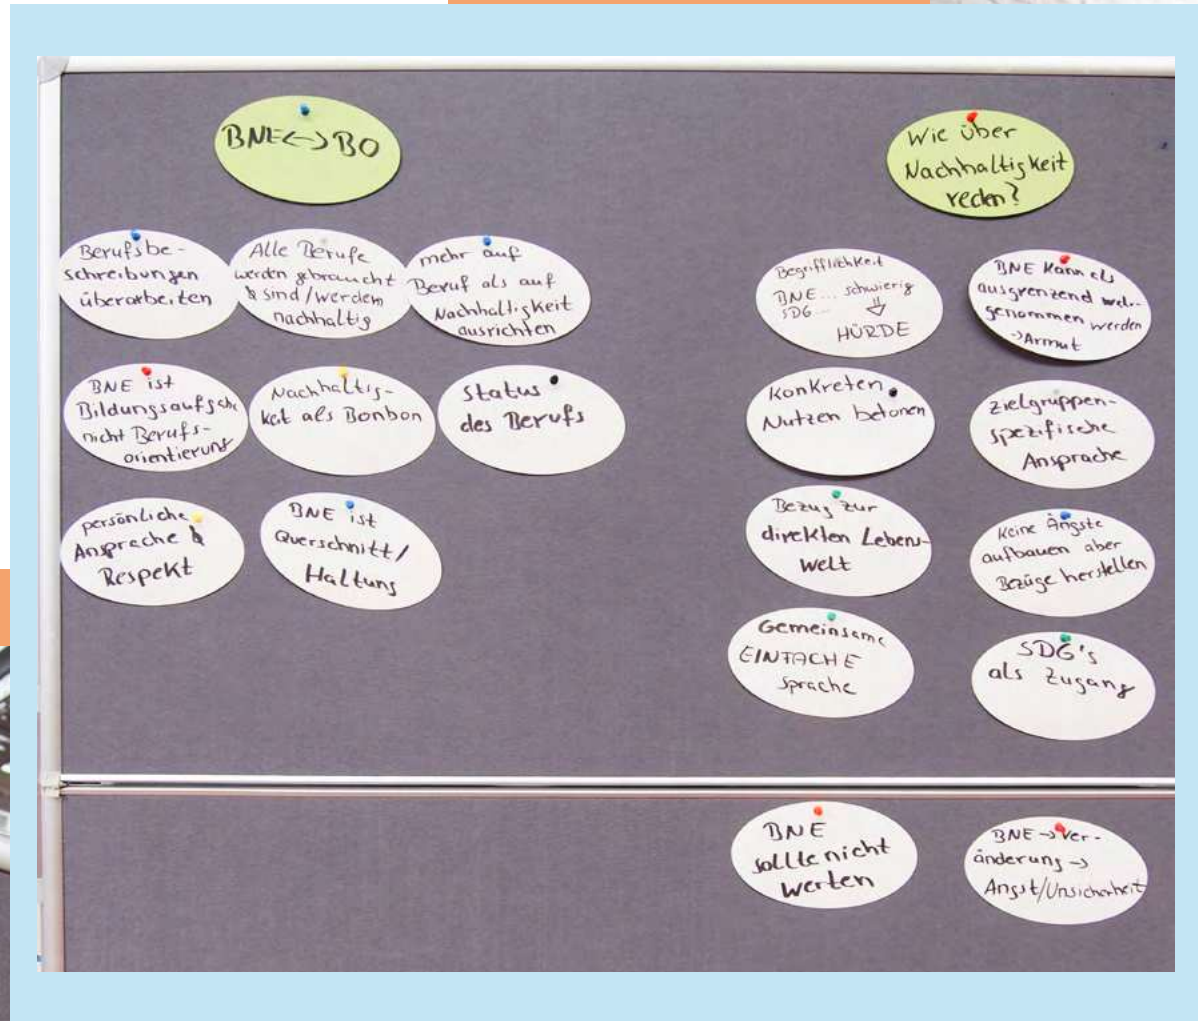 BNE<->BO
Berufsbe-
schreibungen
überarbeiten
Alle Berufe
werden gebraucht
& sind/werden
nachhaltig
mehr auf
Beruf als auf
Nachhaltigkeit
ausrichten
BNE ist
Bildungsaufgabe
nicht Berufs-
orientierung
Nachhaltig-
keit als Bonbon
Status
des Berufs
persönliche
Ansprache &
Respekt
BNE ist
Querschnitt/
Haltung
Wie über
Nachhaltigkeit
reden?
Begrifflichkeit
BNE... schwierig
SDG... ⇓
HÜRDE
BNE kann als
ausgrenzend wahr-
genommen werden
->Armut
Konkreten
Nutzen betonen
Zielgruppen-
spezifische
Ansprache
Bezug zur
direkten Lebens-
welt
Keine Ängste
aufbauen aber
Bezüge herstellen
Gemeinsame
EINFACHE
Sprache
SDG's
als Zugang
BNE
sollte nicht
werten
BNE -> Ver-
änderung ->
Angst/Unsicherheit